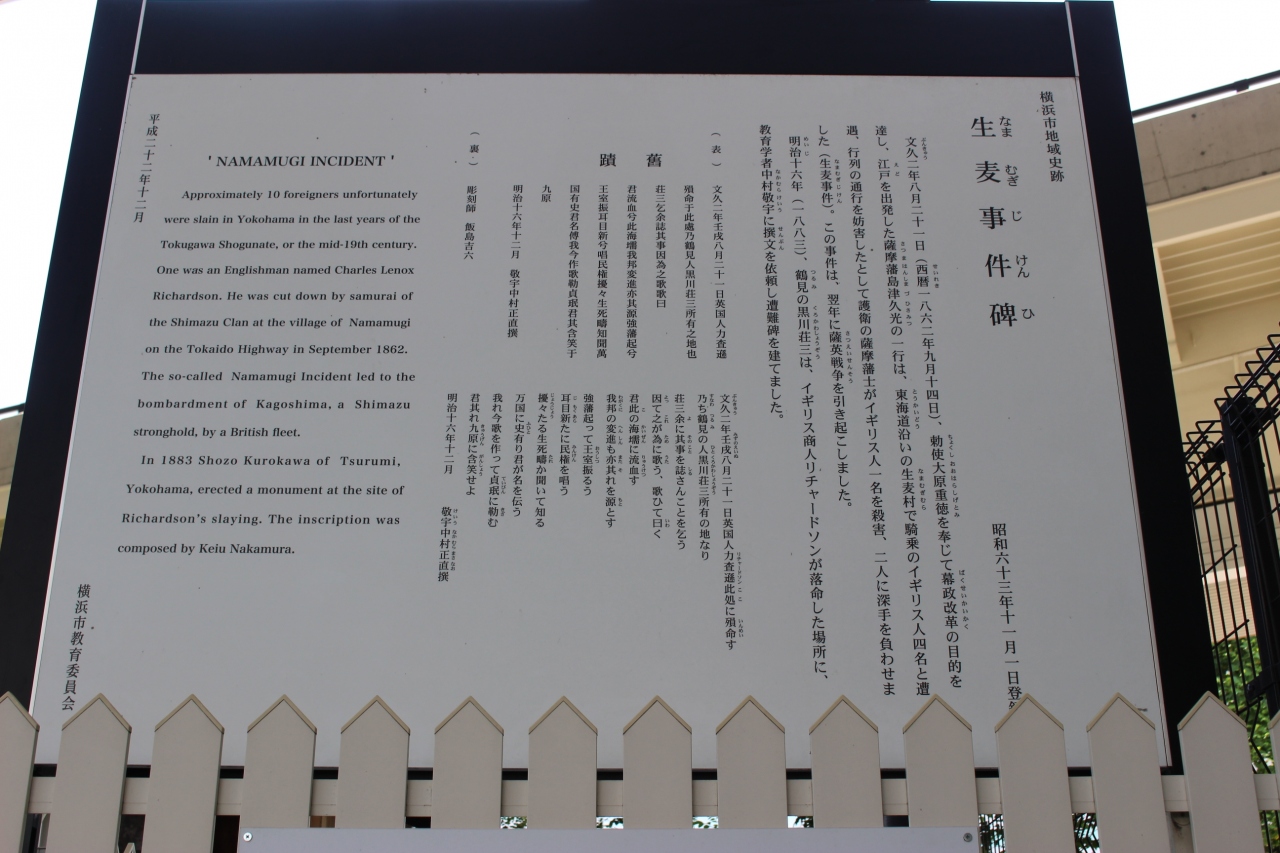 横浜市地域史跡
生麦事件碑
昭和六十三年十一月一日登
文久二年八月二十一日（西暦一八六二年九月十四日）、勅使大原重徳を奉じて幕政改革の目的を
達し、江戸を出発した薩摩藩島津久光の一行は、東海道沿いの生麦村で騎乗のイギリス人四名と遭
遇、行列の通行を妨害したとして護衛の薩摩藩士がイギリス人一名を殺害、二人に深手を負わせま
した（生麦事件）。この事件は、翌年に薩英戦争を引き起こしました。
明治十六年（一八八三）、鶴見の黒川荘三は、イギリス商人リチャードソンが落命した場所に、
教育学者中村敬宇に撰文を依頼し遭難碑を建てました。
（表）
文久二年壬戌八月二十一日英国人力査遜
殞命于此處乃鶴見人黒川荘三所有之地也
荘三乞余誌其事因為之歌歌曰
君流血兮此海壖我邦変進亦其源強藩起兮
王室振耳目新兮唱民権擾々生死疇知聞萬
国有史君名傳我今作歌勒貞珉君其含笑于
九原
明治十六年十二月　敬宇中村正直撰
舊蹟
（裏）
彫刻師　飯島吉六
文久二年壬戌八月二十一日英国人力査遜此処に殞命す
乃ち鶴見の人黒川荘三所有の地なり
荘三余に其事を誌さんことを乞う
因て之が為に歌う、歌ひて曰く
君此の海壖に流血す
我邦の変進も亦其れを源とす
強藩起って王室振るう
耳目新たに民権を唱う
擾々たる生死疇か聞いて知る
万国に史有り君が名を伝う
我れ今歌を作って貞珉に勒む
君其れ九原に含笑せよ
明治十六年十二月　敬宇中村正直撰
' NAMAMUGI INCIDENT '
Approximately 10 foreigners unfortunately
were slain in Yokohama in the last years of the
Tokugawa Shogunate, or the mid-19th century.
One was an Englishman named Charles Lenox
Richardson. He was cut down by samurai of
the Shimazu Clan at the village of Namamugi
on the Tokaido Highway in September 1862.
The so-called Namamugi Incident led to the
bombardment of Kagoshima, a Shimazu
stronghold, by a British fleet.
In 1883 Shozo Kurokawa of Tsurumi,
Yokohama, erected a monument at the site of
Richardson's slaying. The inscription was
composed by Keiu Nakamura.
平成二十二年十二月
横浜市教育委員会